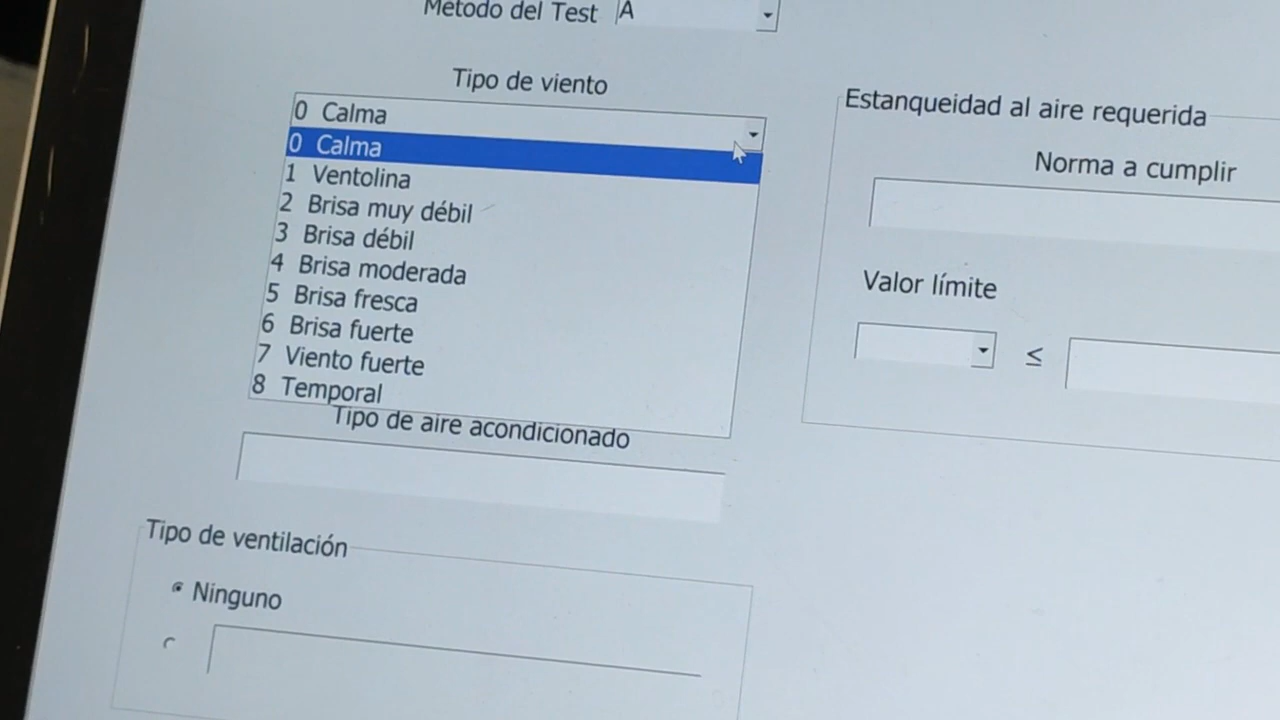 Método del Test A
Tipo de viento
0 Calma
0 Calma
1 Ventolina
2 Brisa muy débil
3 Brisa débil
4 Brisa moderada
5 Brisa fresca
6 Brisa fuerte
7 Viento fuerte
8 Temporal
Tipo de aire acondicionado
Tipo de ventilación
Ninguno
Estanqueidad al aire requerida
Norma a cumplir
Valor límite
≤